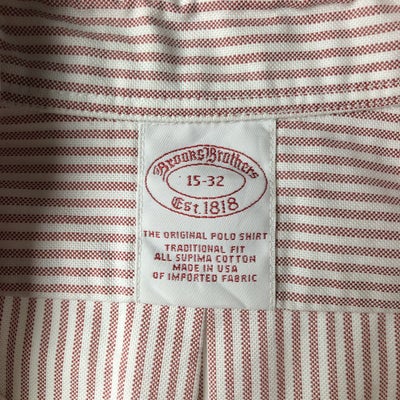 Brooks Brothers
15-32
Est. 1818
THE ORIGINAL POLO SHIRT
TRADITIONAL FIT
ALL SUPIMA COTTON
MADE IN USA
OF IMPORTED FABRIC